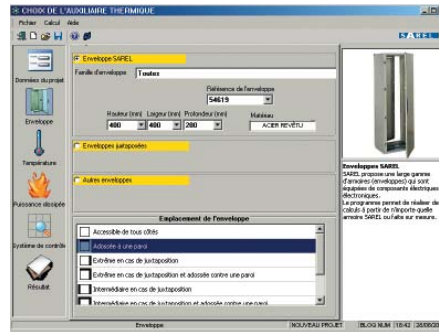 CHOIX DE L'AUXILIAIRE THERMIQUE
Fichier Calcul Aide
SAREL
Données du projet
Enveloppe
Température
Puissance dissipée
Système de contrôle
Résultat
Enveloppe SAREL
Famille d'enveloppe Toutes
Référence de l'enveloppe
54619
Hauteur (mm) Largeur (mm) Profondeur (mm) Matériau
400 400 200 ACIER REVÊTU
Enveloppes juxtaposées
Autres enveloppes
Emplacement de l'enveloppe
Accessible de tous côtés
Adossée à une paroi
Extrême en cas de juxtaposition
Extrême en cas de juxtaposition et adossée contre une paroi
Intermédiaire en cas de juxtaposition
Intermédiaire en cas de juxtaposition et adossée contre une paroi
Enveloppes SAREL
SAREL propose une large gamme
d'armoires (enveloppes) qui sont
équipées de composants électriques
électroniques.
Le programme permet de réaliser de
calculs à partir de n'importe quelle
armoire SAREL ou faite sur mesure.
Enveloppe NOUVEAU PROJET BLOQ NUM 18:42